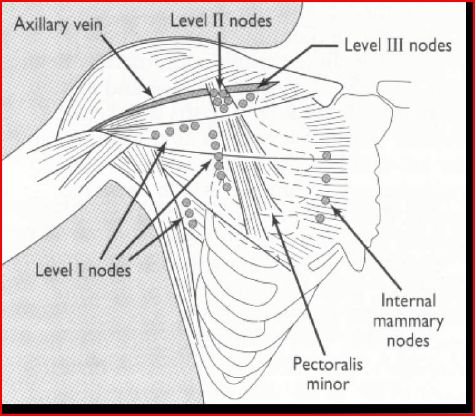 Axillary vein
Level II nodes
Level III nodes
Level I nodes
Internal
mammary
nodes
Pectoralis
minor